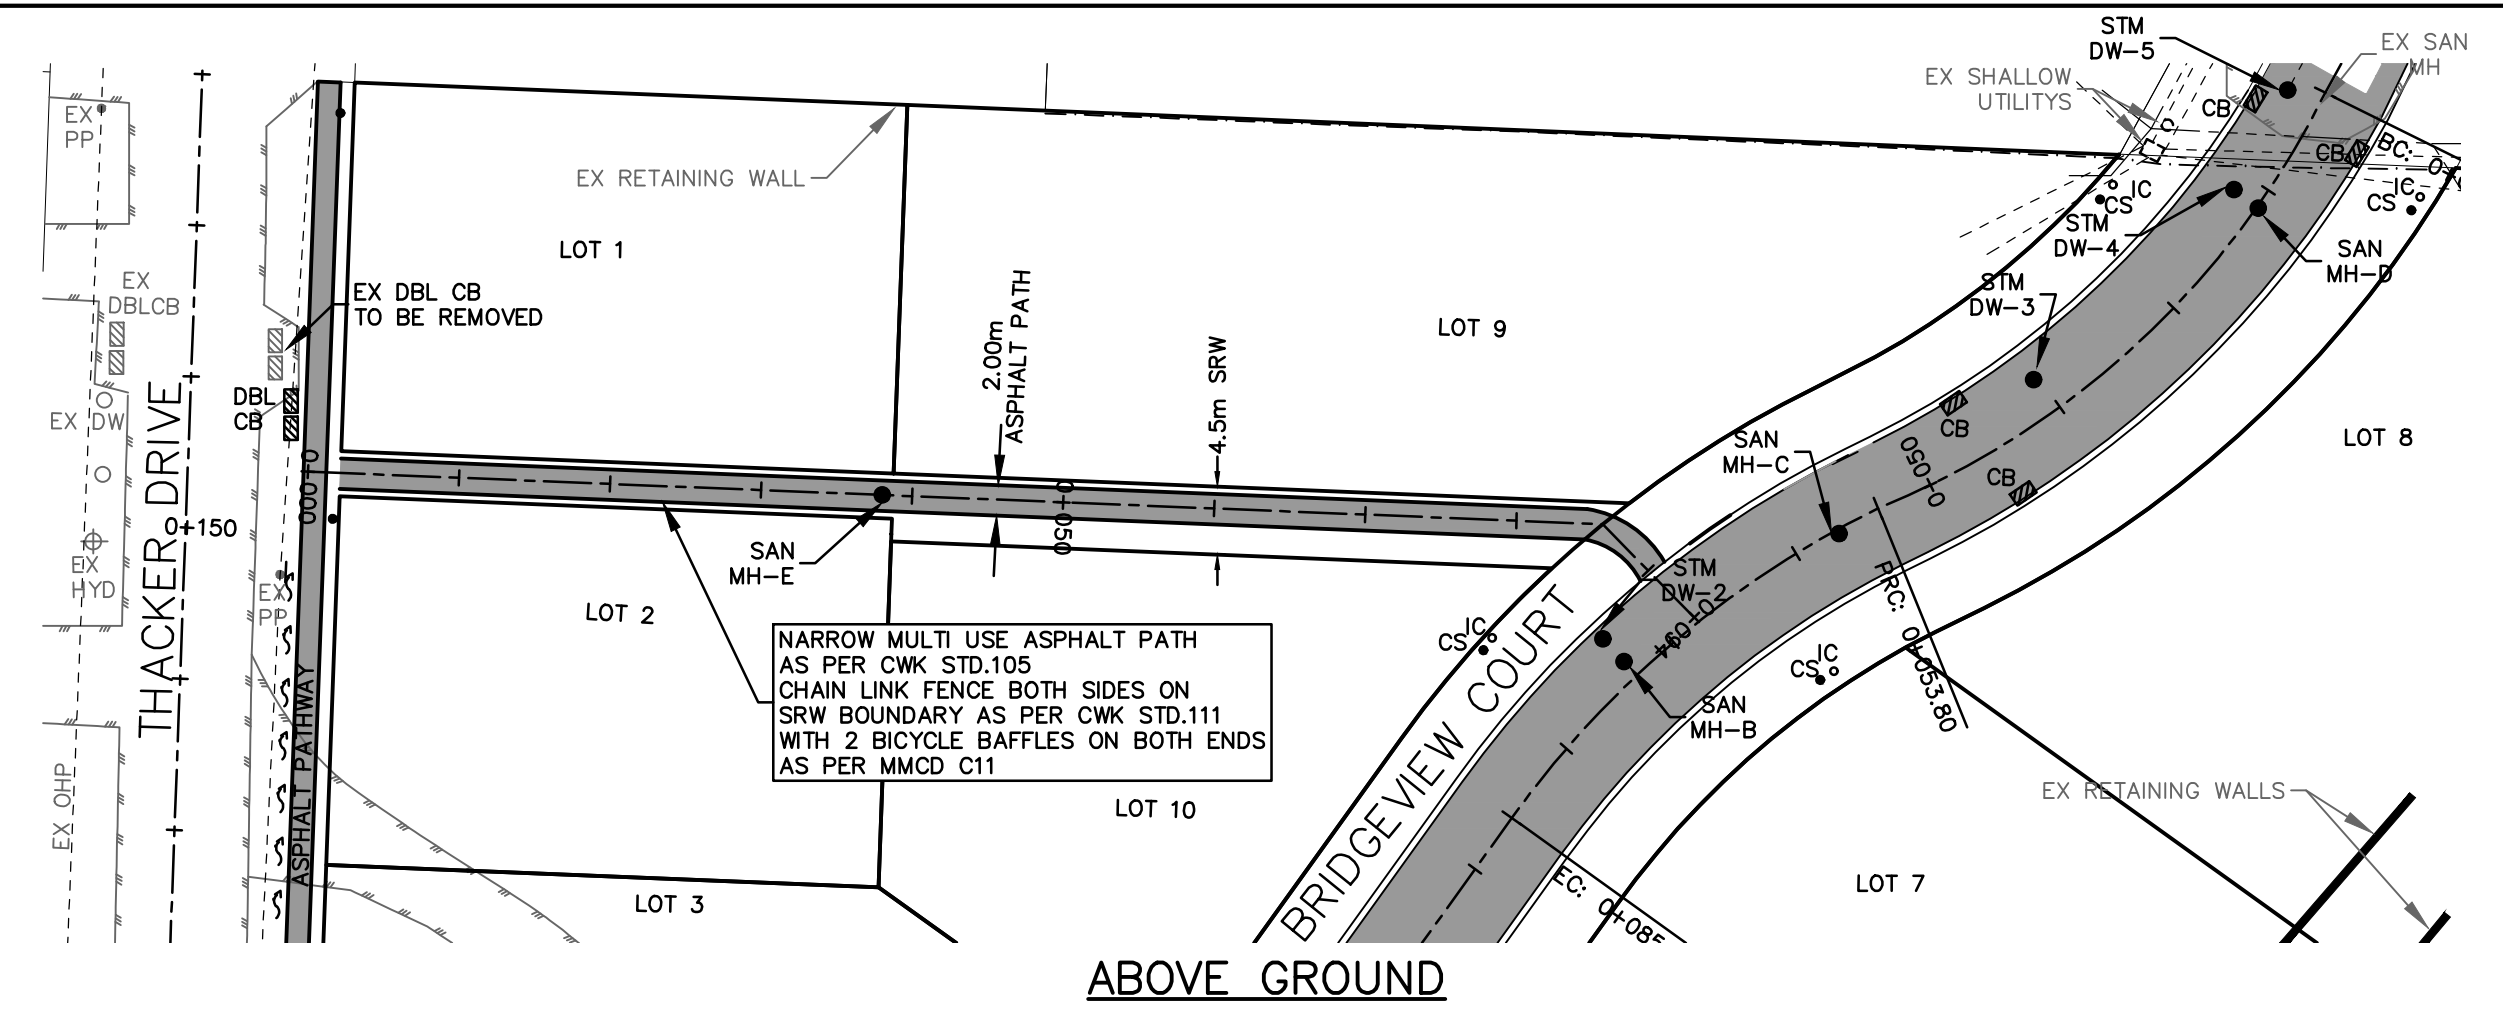 STM
DW-5
EX SAN
MH
EX SHALLOW
UTILITYS
CB
EX
PP
C
CB
BC:
EX RETAINING WALL
IC
CS
IC
CS
STM
DW-4
SAN
MH-D
LOT 1
EX
DBLCB
EX DBL CB
TO BE REMOVED
STM
DW-3
LOT 9
2.00m
ASPHALT PATH
4.5m SRW
DBL
CB
EX DW
THACKER DRIVE
CB
SAN
MH-C
0+050
CB
LOT 8
0+000
0+050
0+150
SAN
MH-E
EX
HYD
EX
PP
STM
DW-2
PRC: 0+053.80
LOT 2
0+094
IC
CS
IC
CS
NARROW MULTI USE ASPHALT PATH
AS PER CWK STD.105
CHAIN LINK FENCE BOTH SIDES ON
SRW BOUNDARY AS PER CWK STD.111
WITH 2 BICYCLE BAFFLES ON BOTH ENDS
AS PER MMCD C11
SAN
MH-B
ASPHALT PATHWAY
BRIDGEVIEW COURT
EX OHP
LOT 10
EX RETAINING WALLS
EC: 0+085
LOT 7
LOT 3
ABOVE GROUND